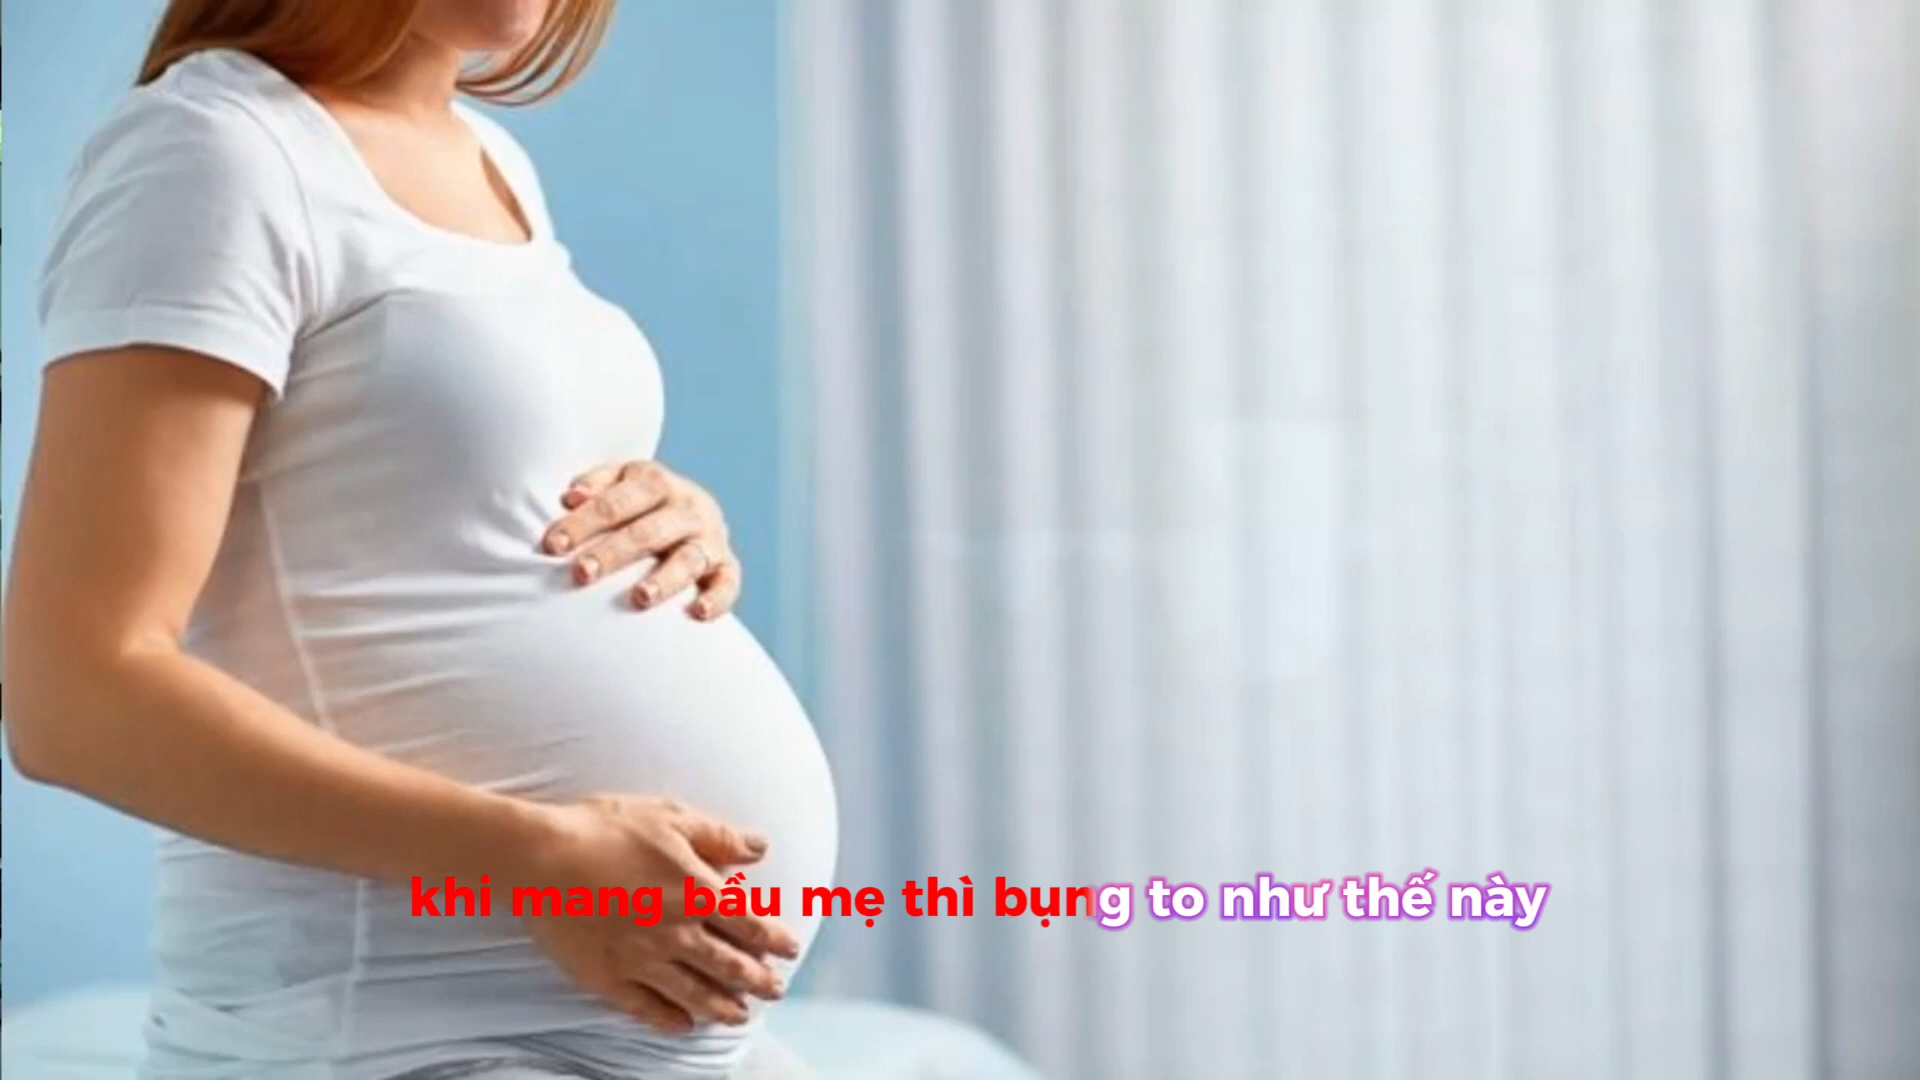 khi mang bầu mẹ thì bụng to như thế này